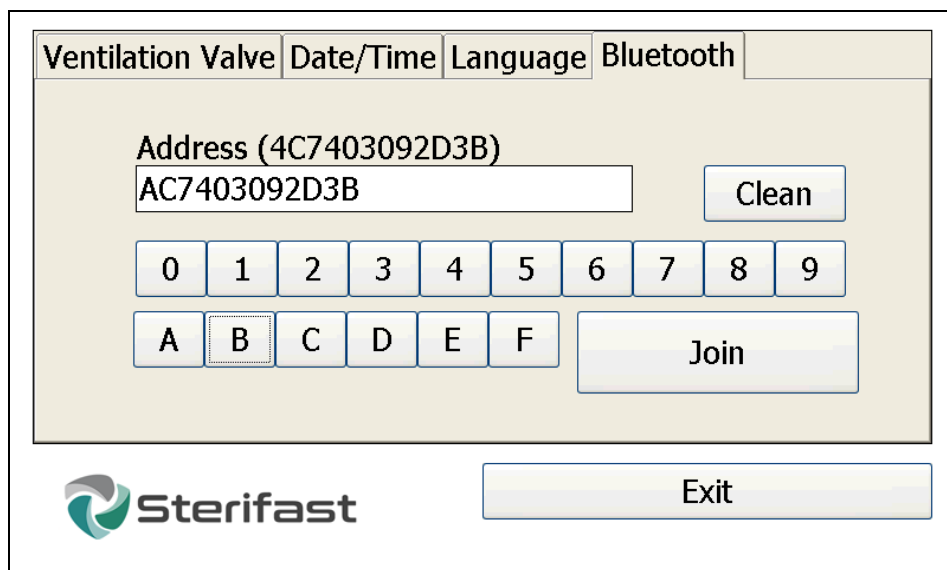 Ventilation Valve Date/Time Language Bluetooth
Address (4C7403092D3B)
AC7403092D3B Clean
0 1 2 3 4 5 6 7 8 9
A B C D E F Join
Sterifast Exit